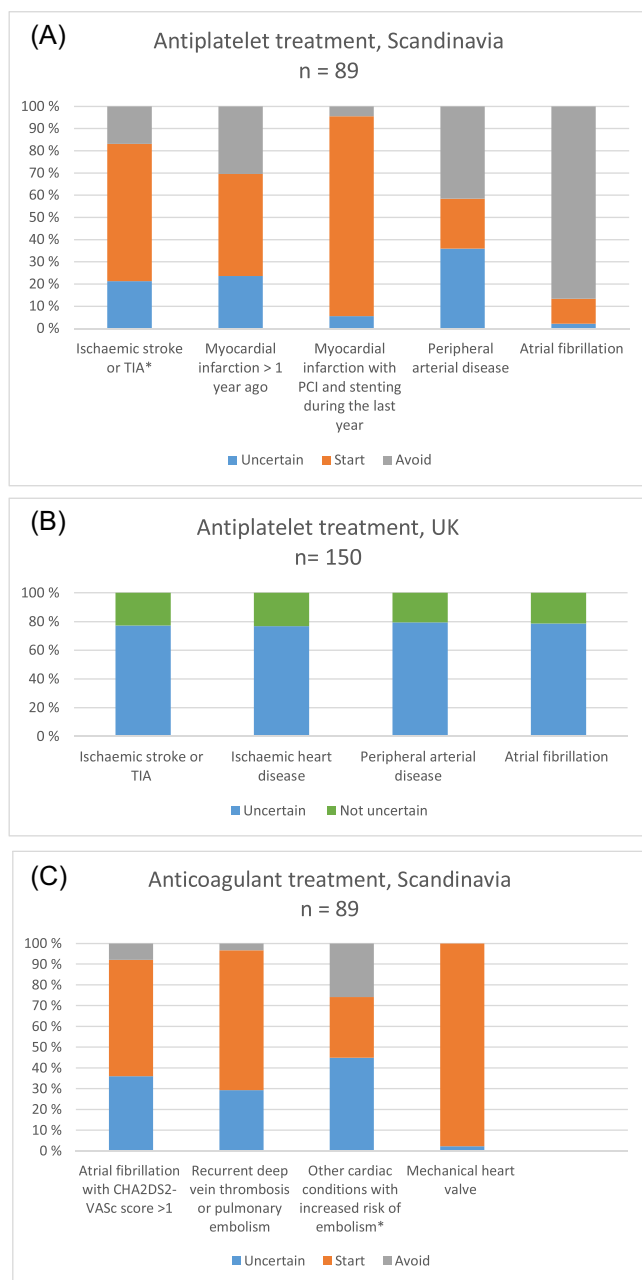 (A)
Antiplatelet treatment, Scandinavia
n = 89
100 %
90 %
80 %
70 %
60 %
50 %
40 %
30 %
20 %
10 %
0 %
Ischaemic stroke
or TIA*
Myocardial
infarction > 1
year ago
Myocardial
infarction with
PCI and stenting
during the last
year
Peripheral
arterial disease
Atrial fibrillation
Uncertain Start Avoid
(B)
Antiplatelet treatment, UK
n= 150
100 %
80 %
60 %
40 %
20 %
0 %
Ischaemic stroke or
TIA
Ischaemic heart
disease
Peripheral arterial
disease
Atrial fibrillation
Uncertain Not uncertain
(C)
Anticoagulant treatment, Scandinavia
n = 89
100 %
90 %
80 %
70 %
60 %
50 %
40 %
30 %
20 %
10 %
0 %
Atrial fibrillation
with CHA2DS2-
VASc score >1
Recurrent deep
vein thrombosis
or pulmonary
embolism
Other cardiac
conditions with
increased risk of
embolism*
Mechanical heart
valve
Uncertain Start Avoid